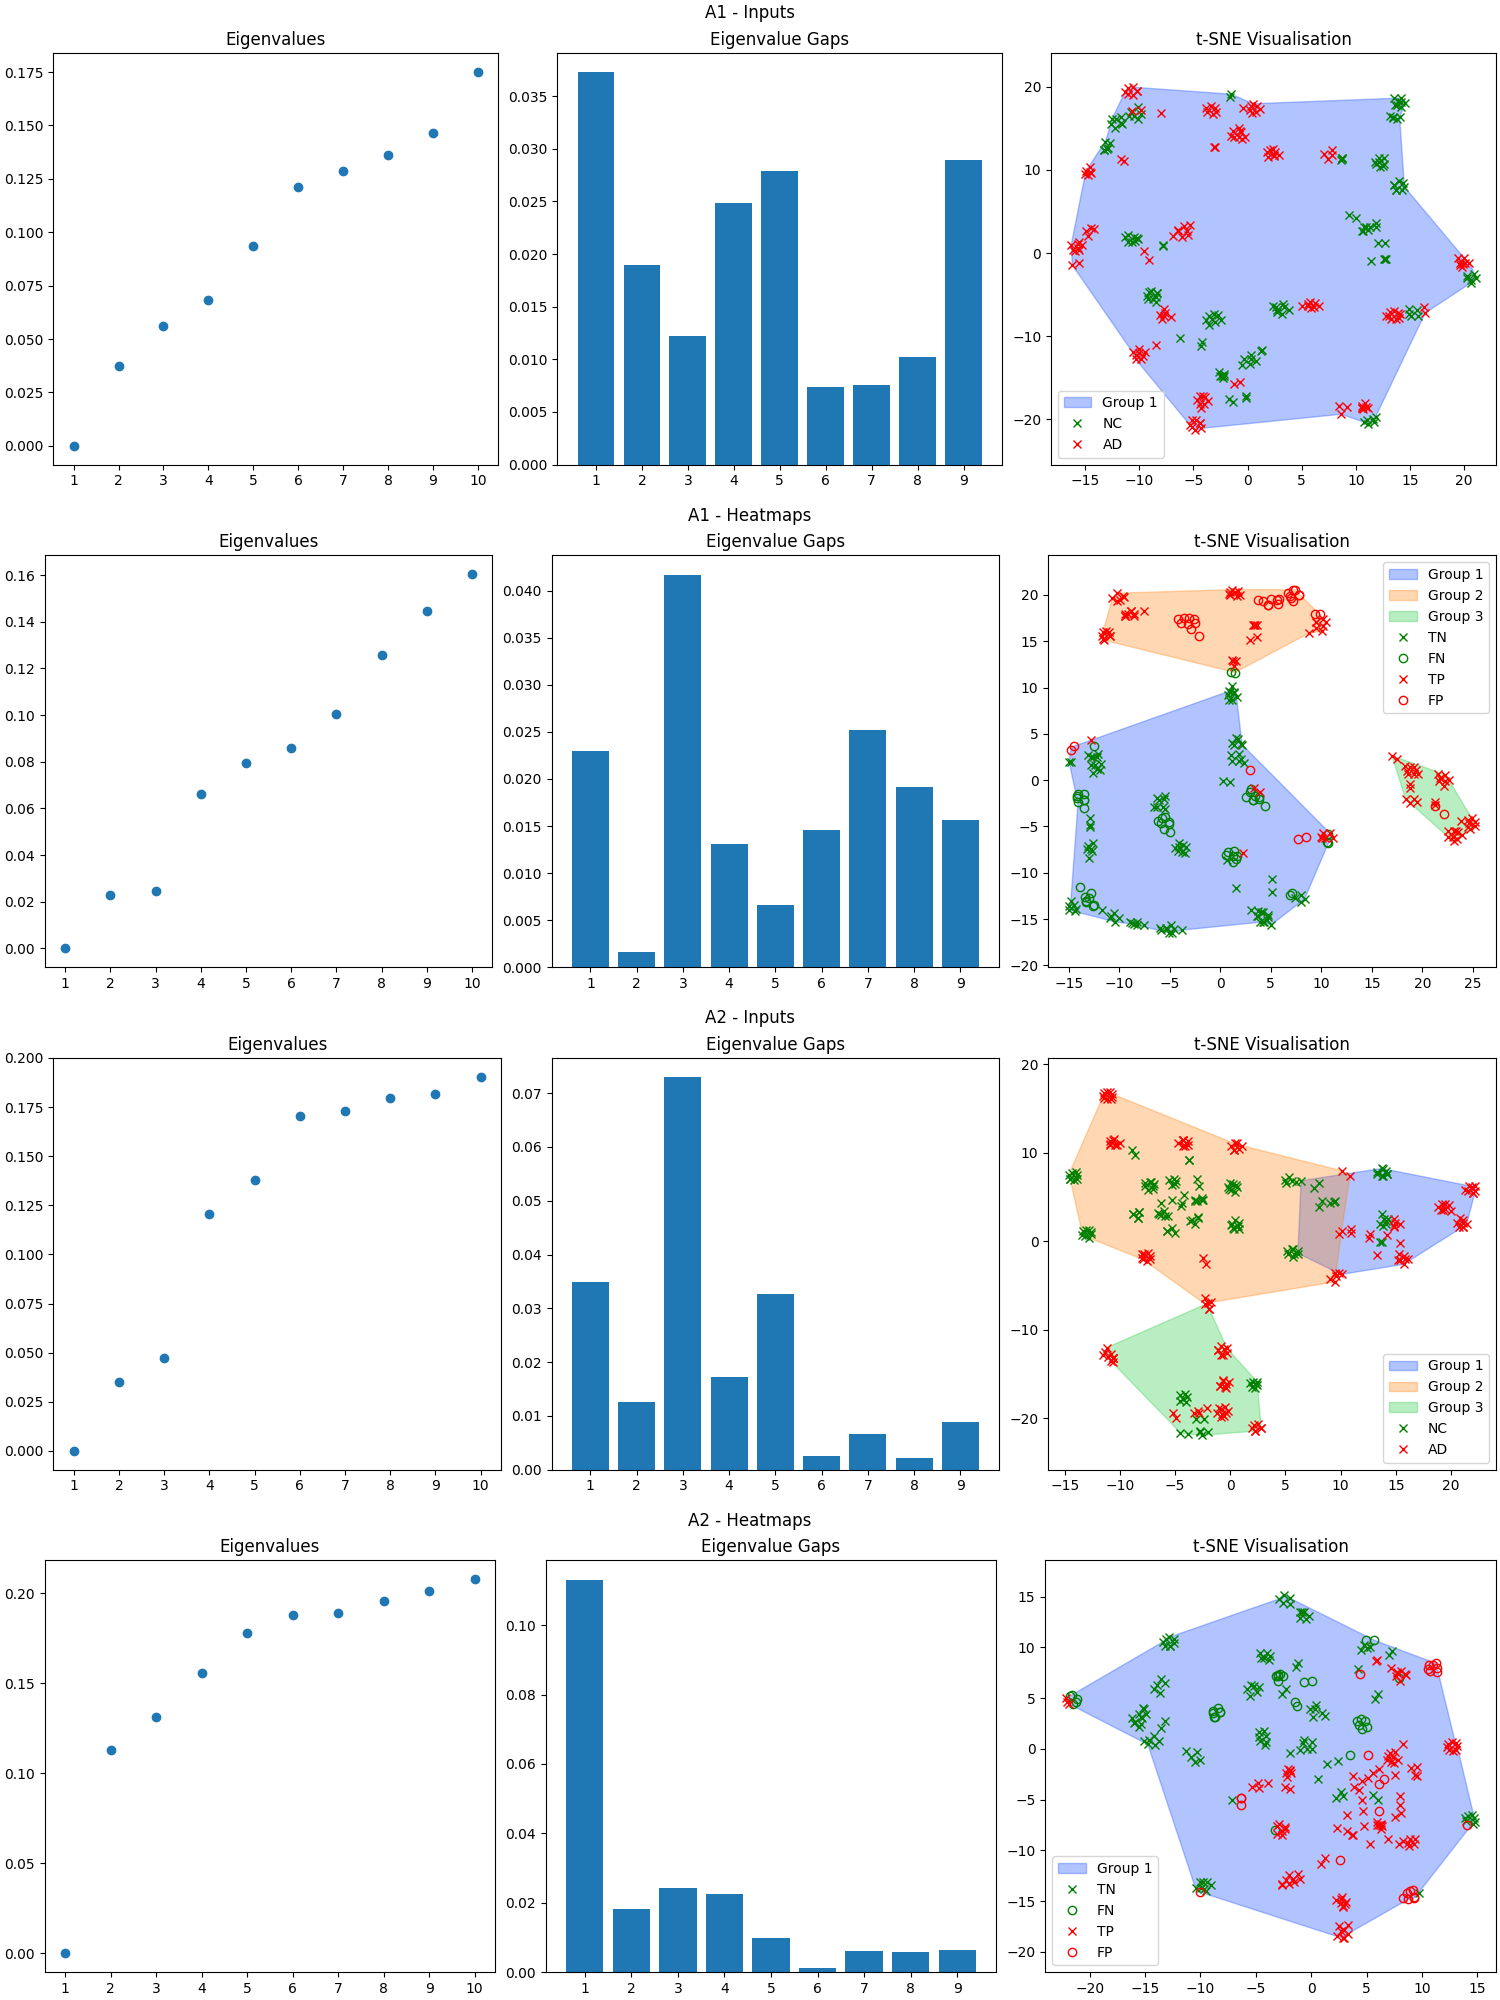 A1 - Inputs
Eigenvalues
0.175
0.150
0.125
0.100
0.075
0.050
0.025
0.000
1 2 3 4 5 6 7 8 9 10
Eigenvalue Gaps
0.035
0.030
0.025
0.020
0.015
0.010
0.005
0.000
1 2 3 4 5 6 7 8 9
t-SNE Visualisation
20
10
0
−10
−20
Group 1
NC
AD
−15 −10 −5 0 5 10 15 20
A1 - Heatmaps
Eigenvalues
0.16
0.14
0.12
0.10
0.08
0.06
0.04
0.02
0.00
1 2 3 4 5 6 7 8 9 10
Eigenvalue Gaps
0.040
0.035
0.030
0.025
0.020
0.015
0.010
0.005
0.000
1 2 3 4 5 6 7 8 9
t-SNE Visualisation
20
15
10
5
0
−5
−10
−15
−20
Group 1
Group 2
Group 3
TN
FN
TP
FP
−15 −10 −5 0 5 10 15 20 25
A2 - Inputs
Eigenvalues
0.200
0.175
0.150
0.125
0.100
0.075
0.050
0.025
0.000
1 2 3 4 5 6 7 8 9 10
Eigenvalue Gaps
0.07
0.06
0.05
0.04
0.03
0.02
0.01
0.00
1 2 3 4 5 6 7 8 9
t-SNE Visualisation
20
10
0
−10
−20
Group 1
Group 2
Group 3
NC
AD
−15 −10 −5 0 5 10 15 20
A2 - Heatmaps
Eigenvalues
0.20
0.15
0.10
0.05
0.00
1 2 3 4 5 6 7 8 9 10
Eigenvalue Gaps
0.10
0.08
0.06
0.04
0.02
0.00
1 2 3 4 5 6 7 8 9
t-SNE Visualisation
15
10
5
0
−5
−10
−15
−20
Group 1
TN
FN
TP
FP
−20 −15 −10 −5 0 5 10 15